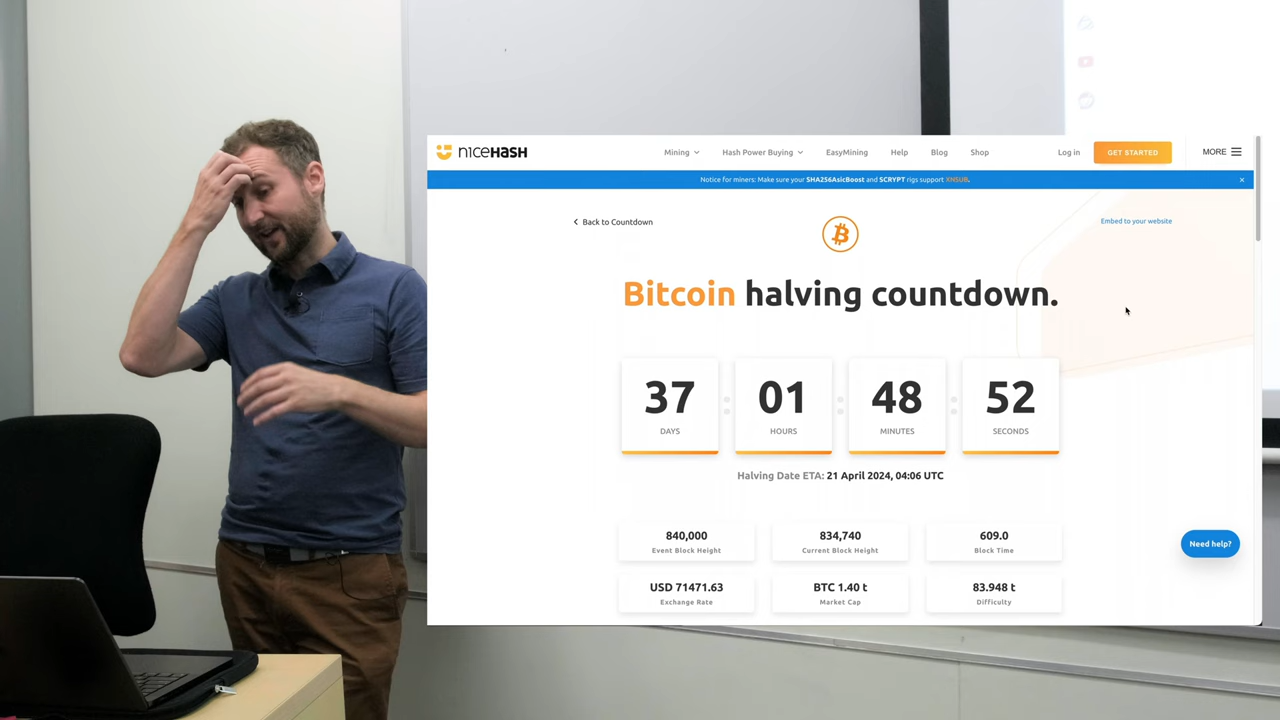 nıceHASH
Mining
Hash Power Buying
EasyMining
Help
Blog
Shop
Log in
GET STARTED
MORE
Notice for miners: Make sure your SHA256AsicBoost and SCRYPT rigs support XNSUB.
Back to Countdown
Embed to your website
Bitcoin halving countdown.
37
01
48
52
DAYS
HOURS
MINUTES
SECONDS
Halving Date ETA: 21 April 2024, 04:06 UTC
840,000
Event Block Height
834,740
Current Block Height
609.0
Block Time
USD 71471.63
Exchange Rate
BTC 1.40 t
Market Cap
83.948 t
Difficulty
Need help?